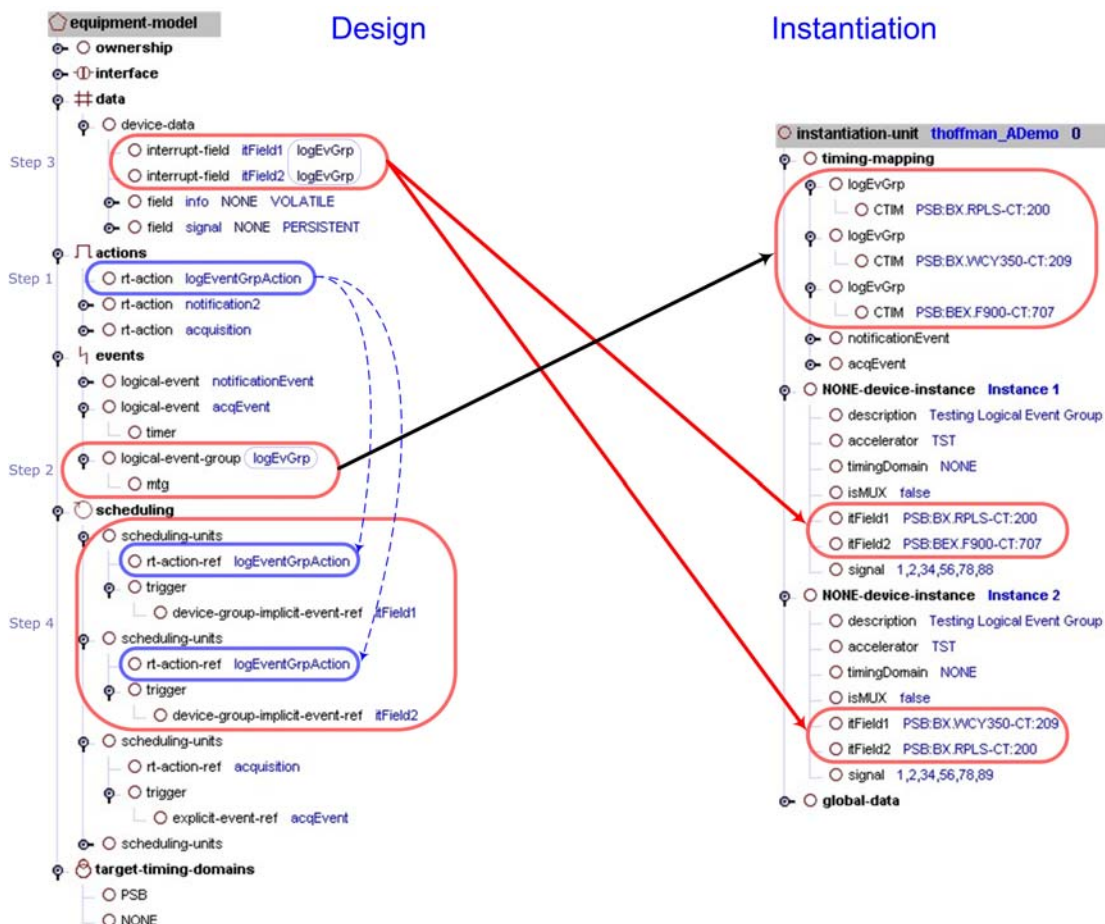 Design
equipment-model
ownership
interface
data
device-data
Step 3
interrupt-field itField1 logEvGrp
interrupt-field itField2 logEvGrp
field info NONE VOLATILE
field signal NONE PERSISTENT
actions
Step 1
rt-action logEventGrpAction
rt-action notification2
rt-action acquisition
events
logical-event notificationEvent
logical-event acqEvent
timer
Step 2
logical-event-group logEvGrp
mtg
scheduling
scheduling-units
rt-action-ref logEventGrpAction
trigger
device-group-implicit-event-ref itField1
Step 4
scheduling-units
rt-action-ref logEventGrpAction
trigger
device-group-implicit-event-ref itField2
scheduling-units
rt-action-ref acquisition
trigger
explicit-event-ref acqEvent
scheduling-units
target-timing-domains
PSB
NONE
Instantiation
instantiation-unit thoffman_ADemo 0
timing-mapping
logEvGrp
CTIM PSB:BX.RPLS-CT:200
logEvGrp
CTIM PSB:BX.WCY350-CT:209
logEvGrp
CTIM PSB:BEX.F900-CT:707
notificationEvent
acqEvent
NONE-device-instance Instance 1
description Testing Logical Event Group
accelerator TST
timingDomain NONE
isMUX false
itField1 PSB:BX.RPLS-CT:200
itField2 PSB:BEX.F900-CT:707
signal 1,2,34,56,78,88
NONE-device-instance Instance 2
description Testing Logical Event Group
accelerator TST
timingDomain NONE
isMUX false
itField1 PSB:BX.WCY350-CT:209
itField2 PSB:BX.RPLS-CT:200
signal 1,2,34,56,78,89
global-data